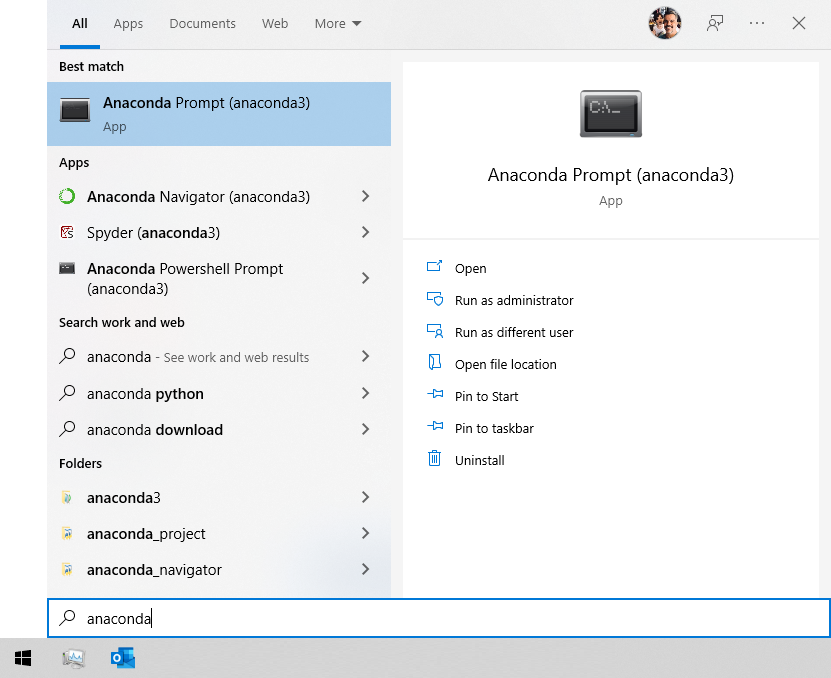 All Apps Documents Web More
Best match
Anaconda Prompt (anaconda3)
App
Apps
Anaconda Navigator (anaconda3)
Spyder (anaconda3)
Anaconda Powershell Prompt
(anaconda3)
Search work and web
anaconda - See work and web results
anaconda python
anaconda download
Folders
anaconda3
anaconda_project
anaconda_navigator
C:\_
Anaconda Prompt (anaconda3)
App
Open
Run as administrator
Run as different user
Open file location
Pin to Start
Pin to taskbar
Uninstall
anaconda